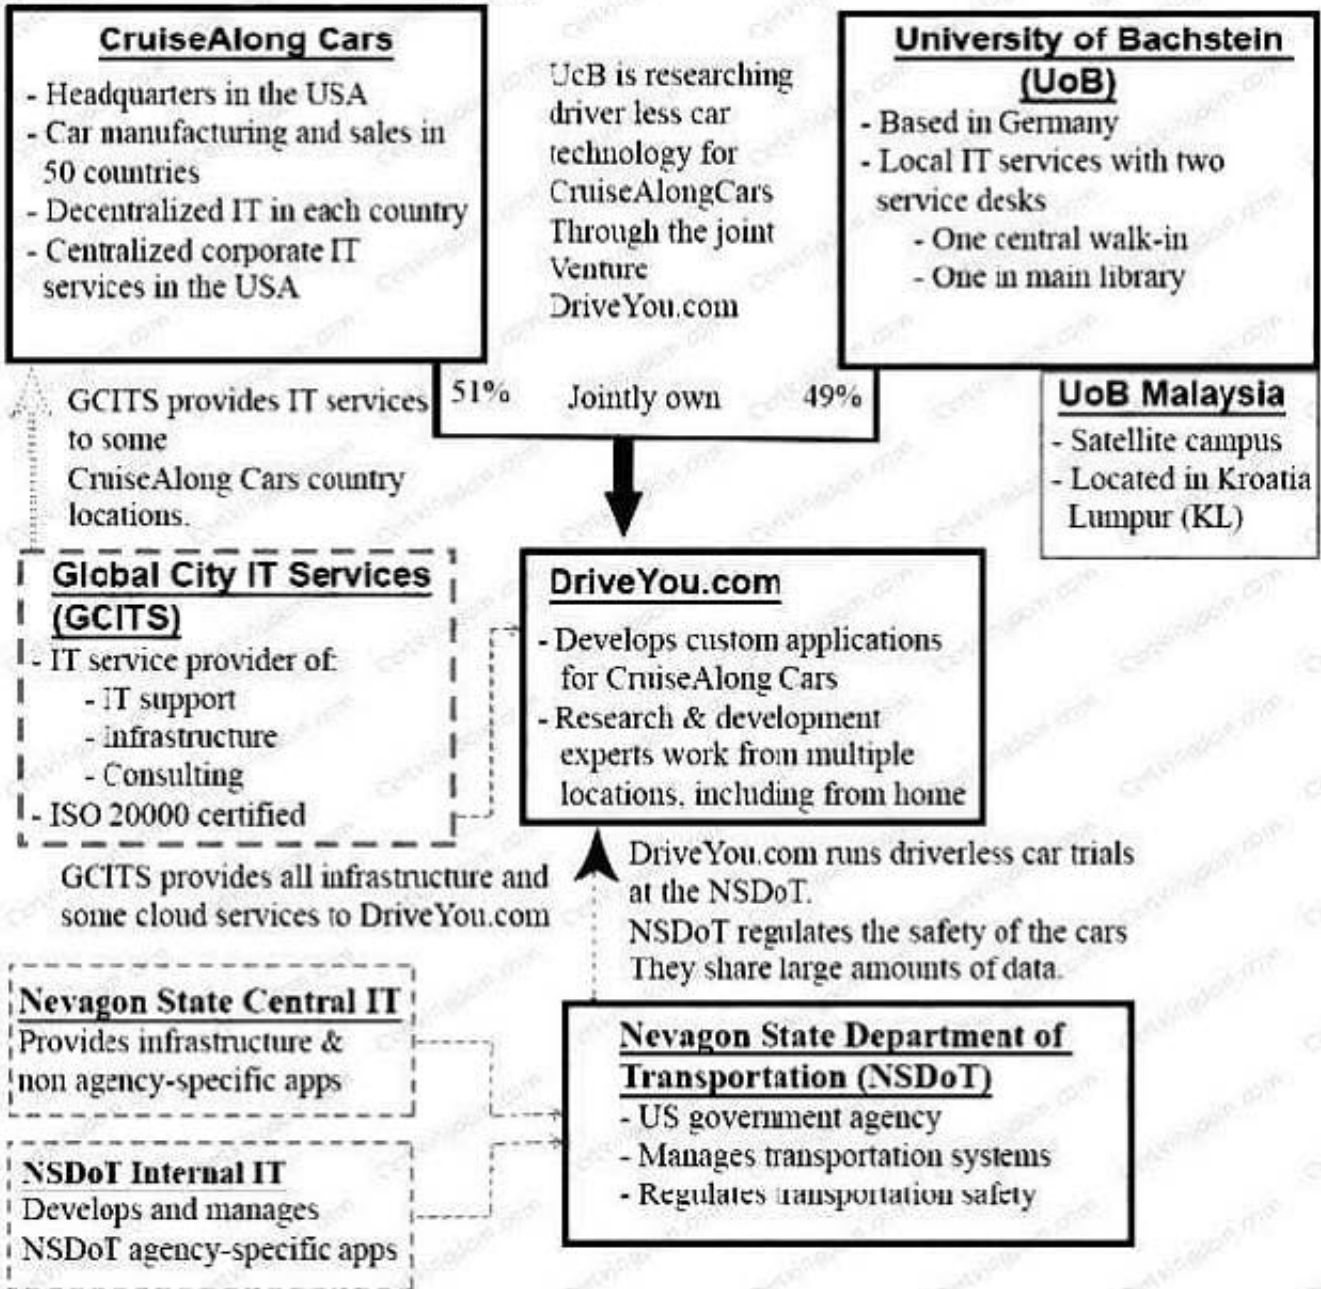 CruiseAlong Cars
- Headquarters in the USA
- Car manufacturing and sales in
50 countries
- Decentralized IT in each country
- Centralized corporate IT
services in the USA
UcB is researching
driver less car
technology for
CruiseAlongCars
Through the joint
Venture
DriveYou.com
University of Bachstein
(UoB)
- Based in Germany
- Local IT services with two
service desks
- One central walk-in
- One in main library
51% Jointly own 49%
UoB Malaysia
- Satellite campus
- Located in Kroatia
Lumpur (KL)
GCITS provides IT services
to some
CruiseAlong Cars country
locations.
Global City IT Services
(GCITS)
- IT service provider of:
- IT support
- Infrastructure
- Consulting
- ISO 20000 certified
DriveYou.com
- Develops custom applications
for CruiseAlong Cars
- Research & development
experts work from multiple
locations, including from home
GCITS provides all infrastructure and
some cloud services to DriveYou.com
DriveYou.com runs driverless car trials
at the NSDoT.
NSDoT regulates the safety of the cars
They share large amounts of data.
Nevagon State Central IT
Provides infrastructure &
non agency-specific apps
NSDoT Internal IT
Develops and manages
NSDoT agency-specific apps
Nevagon State Department of
Transportation (NSDoT)
- US government agency
- Manages transportation systems
- Regulates transportation safety